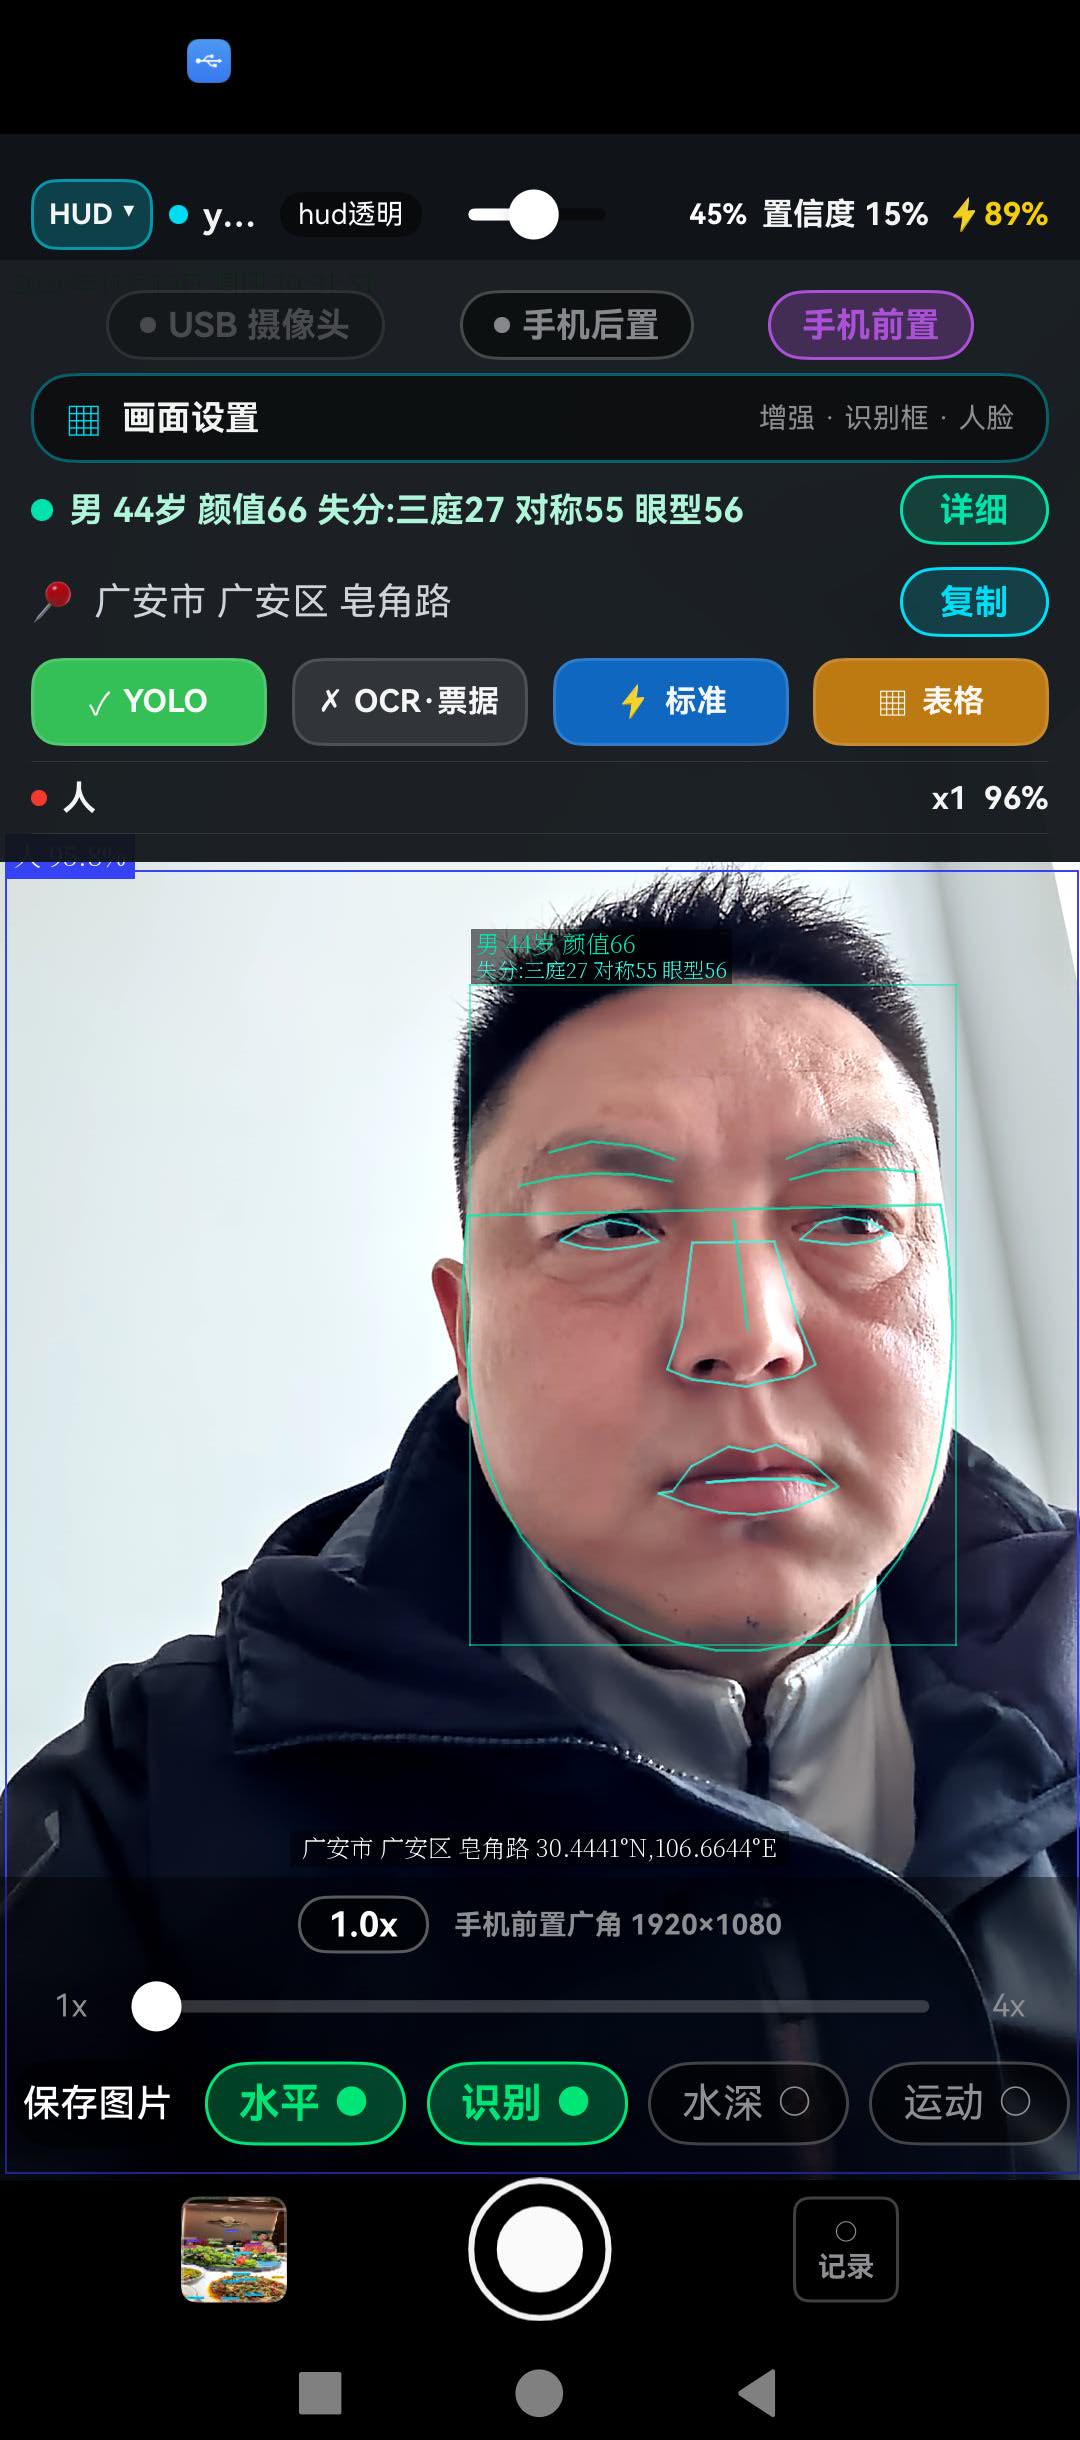 HUD ▾ y... hud透明 45% 置信度 15% ⚡89%
USB 摄像头 手机后置 手机前置
画面设置 增强 · 识别框 · 人脸
男 44岁 颜值66 失分:三庭27 对称55 眼型56 详细
广安市 广安区 皂角路 复制
✓ YOLO ✗ OCR·票据 ⚡ 标准 ▦ 表格
人 x1 96%
人 95.8%
男 44岁 颜值66
失分:三庭27 对称55 眼型56
广安市 广安区 皂角路 30.4441°N,106.6644°E
1.0x 手机前置广角 1920×1080
1x 4x
保存图片 水平 识别 水深 运动
记录